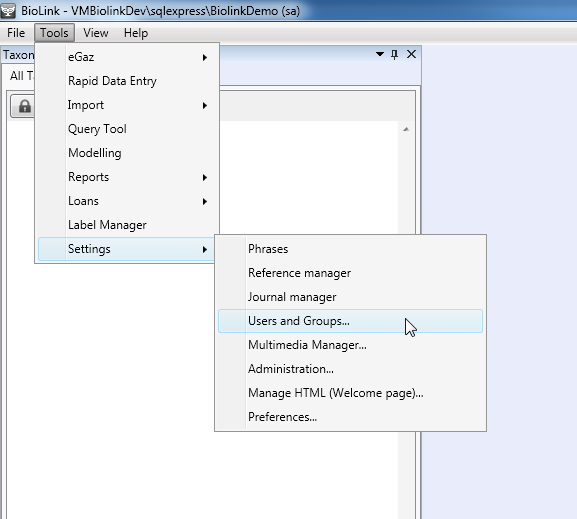 BioLink - VMBiolinkDev\sqlexpress\BiolinkDemo (sa)
File Tools View Help
Taxon
All Ta
eGaz
Rapid Data Entry
Import
Query Tool
Modelling
Reports
Loans
Label Manager
Settings
Phrases
Reference manager
Journal manager
Users and Groups...
Multimedia Manager...
Administration...
Manage HTML (Welcome page)...
Preferences...